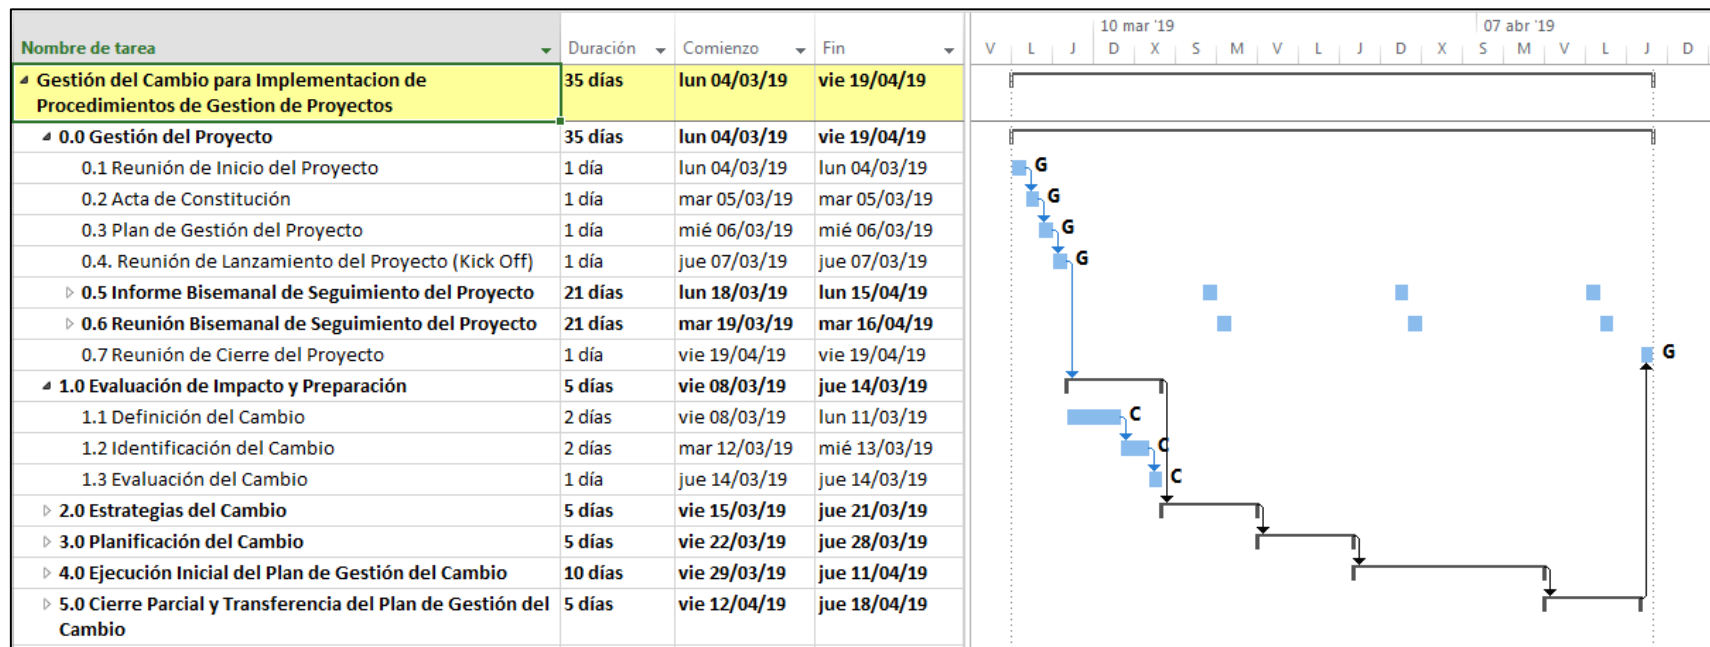 10 mar '19 07 abr '19
Nombre de tarea Duración Comienzo Fin V L J D X S M V L J D X S M V L J D
Gestión del Cambio para Implementacion de 35 días lun 04/03/19 vie 19/04/19
Procedimientos de Gestion de Proyectos
0.0 Gestión del Proyecto 35 días lun 04/03/19 vie 19/04/19
0.1 Reunión de Inicio del Proyecto 1 día lun 04/03/19 lun 04/03/19 G
0.2 Acta de Constitución 1 día mar 05/03/19 mar 05/03/19 G
0.3 Plan de Gestión del Proyecto 1 día mié 06/03/19 mié 06/03/19 G
0.4. Reunión de Lanzamiento del Proyecto (Kick Off) 1 día jue 07/03/19 jue 07/03/19 G
0.5 Informe Bisemanal de Seguimiento del Proyecto 21 días lun 18/03/19 lun 15/04/19
0.6 Reunión Bisemanal de Seguimiento del Proyecto 21 días mar 19/03/19 mar 16/04/19
0.7 Reunión de Cierre del Proyecto 1 día vie 19/04/19 vie 19/04/19 G
1.0 Evaluación de Impacto y Preparación 5 días vie 08/03/19 jue 14/03/19
1.1 Definición del Cambio 2 días vie 08/03/19 lun 11/03/19 C
1.2 Identificación del Cambio 2 días mar 12/03/19 mié 13/03/19 C
1.3 Evaluación del Cambio 1 día jue 14/03/19 jue 14/03/19 C
2.0 Estrategias del Cambio 5 días vie 15/03/19 jue 21/03/19
3.0 Planificación del Cambio 5 días vie 22/03/19 jue 28/03/19
4.0 Ejecución Inicial del Plan de Gestión del Cambio 10 días vie 29/03/19 jue 11/04/19
5.0 Cierre Parcial y Transferencia del Plan de Gestión del 5 días vie 12/04/19 jue 18/04/19
Cambio